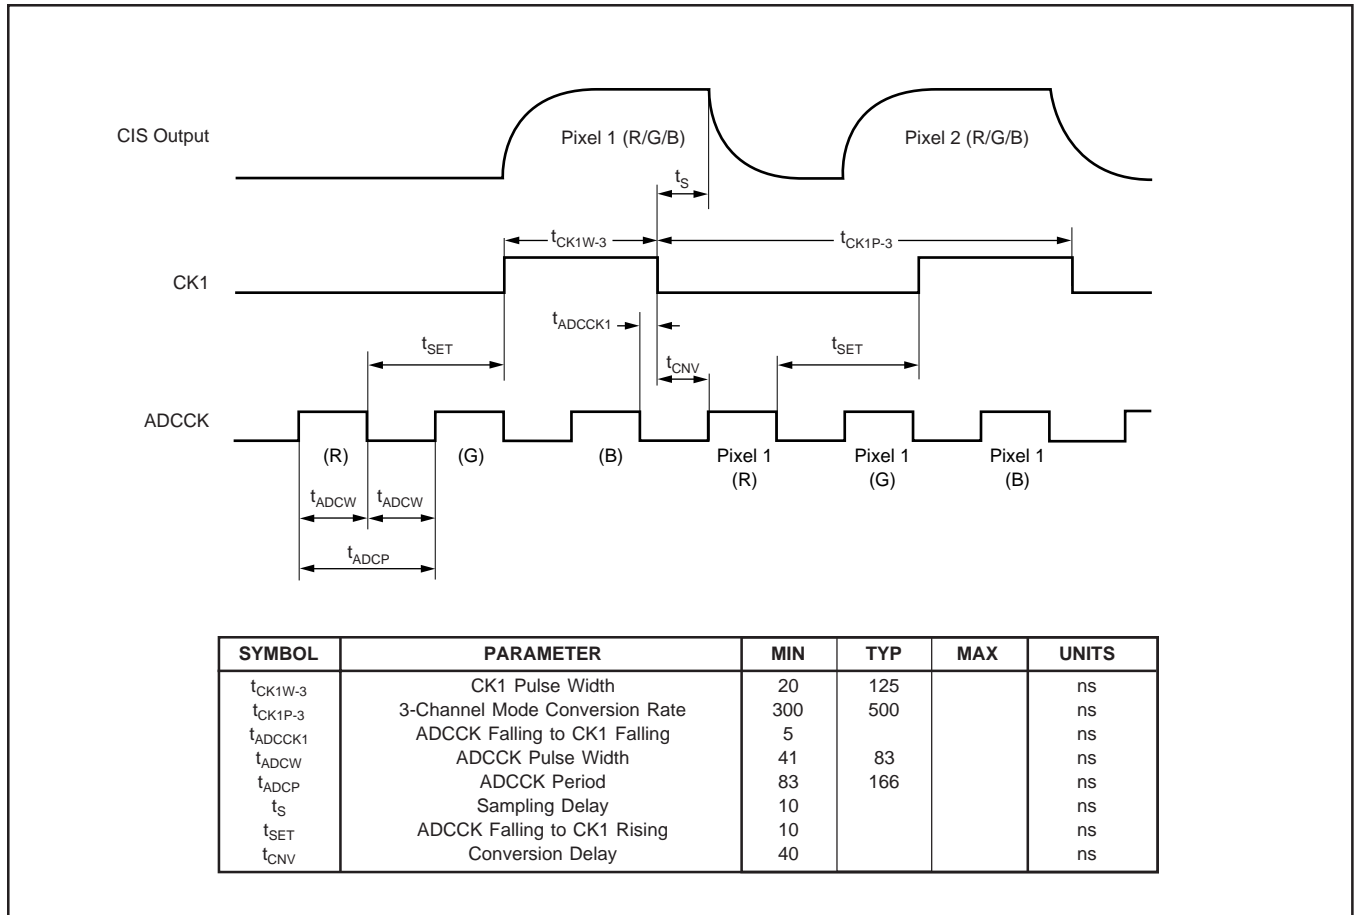 CIS Output
Pixel 1 (R/G/B)
Pixel 2 (R/G/B)
tS
tCK1W-3
tCK1P-3
CK1
tADCCK1
tSET
tSET
tCNV
ADCCK
(R)
(G)
(B)
Pixel 1
(R)
Pixel 1
(G)
Pixel 1
(B)
tADCW
tADCW
tADCP
SYMBOL PARAMETER MIN TYP MAX UNITS
tCK1W-3 CK1 Pulse Width 20 125 ns
tCK1P-3 3-Channel Mode Conversion Rate 300 500 ns
tADCCK1 ADCCK Falling to CK1 Falling 5 ns
tADCW ADCCK Pulse Width 41 83 ns
tADCP ADCCK Period 83 166 ns
tS Sampling Delay 10 ns
tSET ADCCK Falling to CK1 Rising 10 ns
tCNV Conversion Delay 40 ns